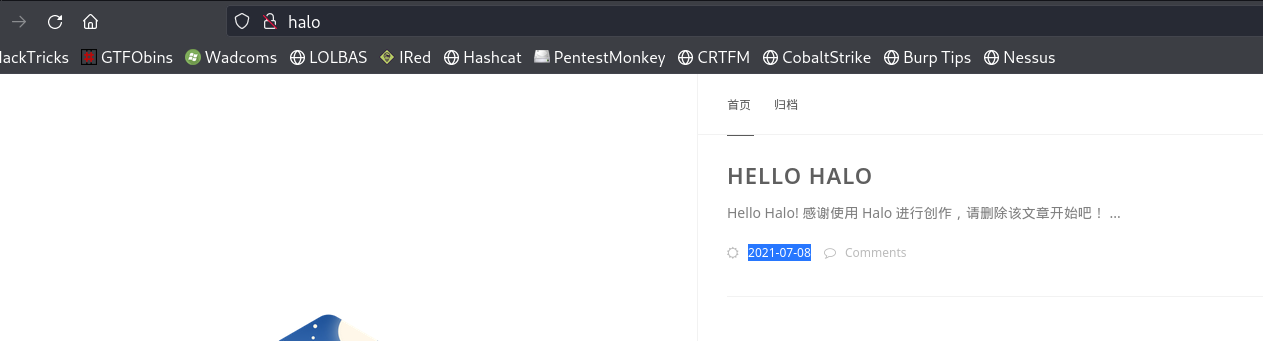 halo
lackTricks GTFObins Wadcoms LOLBAS IRed Hashcat PentestMonkey CRTFM CobaltStrike Burp Tips Nessus
首页 归档
HELLO HALO
Hello Halo! 感谢使用 Halo 进行创作，请删除该文章开始吧！ ...
2021-07-08 Comments